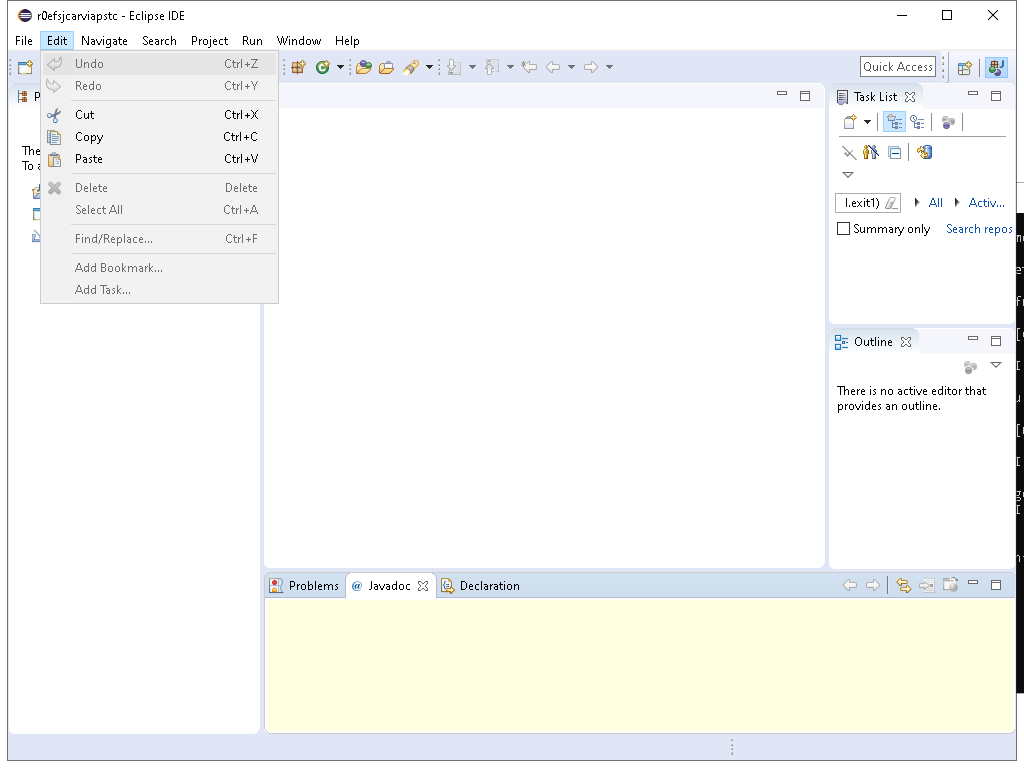 r0efsjcarviapstc - Eclipse IDE
File Edit Navigate Search Project Run Window Help
Undo Ctrl+Z
Redo Ctrl+Y
Cut Ctrl+X
Copy Ctrl+C
Paste Ctrl+V
Delete Delete
Select All Ctrl+A
Find/Replace... Ctrl+F
Add Bookmark...
Add Task...
Quick Access
Task List
l.exit1) All Activ...
Summary only Search repos
Outline
There is no active editor that
provides an outline.
Problems @ Javadoc Declaration